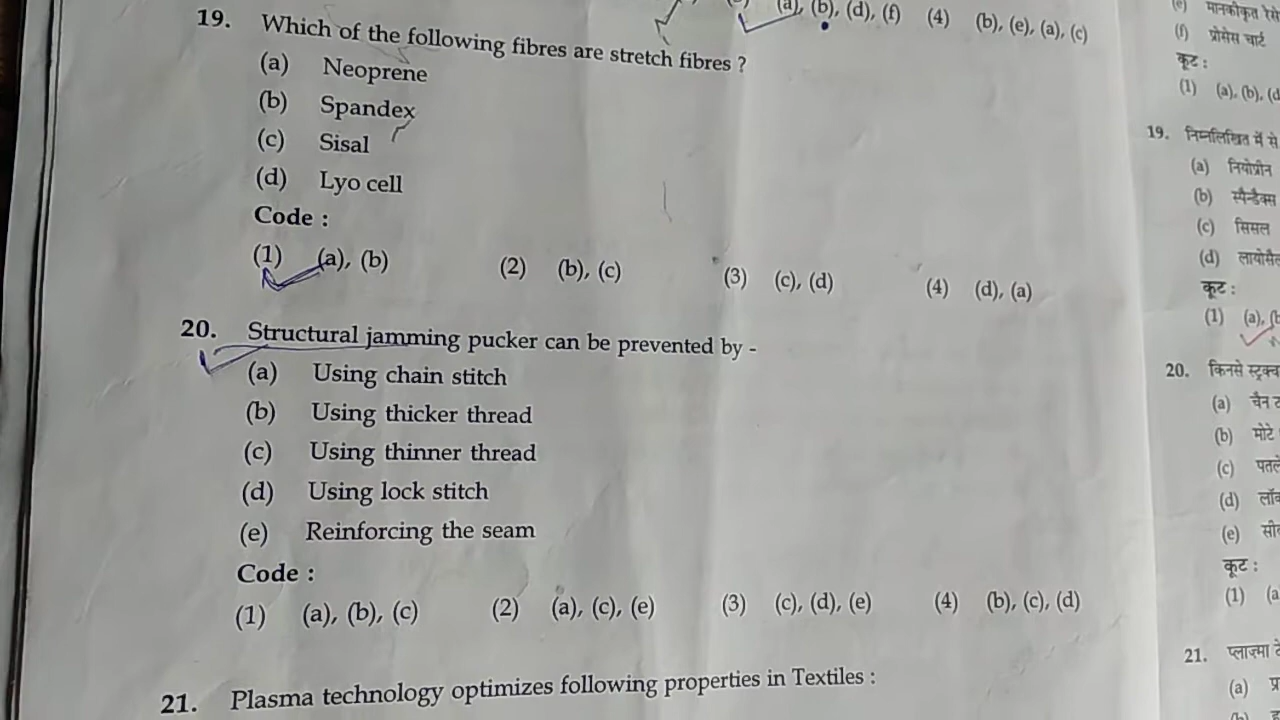 (a), (b), (d), (f) (4) (b), (e), (a), (c)
19. Which of the following fibres are stretch fibres ?
(a) Neoprene
(b) Spandex
(c) Sisal
(d) Lyo cell
Code :
(1) (a), (b) (2) (b), (c) (3) (c), (d) (4) (d), (a)
20. Structural jamming pucker can be prevented by -
(a) Using chain stitch
(b) Using thicker thread
(c) Using thinner thread
(d) Using lock stitch
(e) Reinforcing the seam
Code :
(1) (a), (b), (c) (2) (a), (c), (e) (3) (c), (d), (e) (4) (b), (c), (d)
21. Plasma technology optimizes following properties in Textiles :
(e) मानकीकृत
(f) प्रोसेस चार्ट
कूट :
(1) (a), (b), (d
19. निम्नलिखित में से
(a) नियोप्रीन
(b) स्पैन्डैक्स
(c) सिसल
(d) लायोसैल
कूट :
(1) (a), (b
20. किनसे
(a) चैन
(b) मोटे
(c) पतले
(d)
(e)
कूट :
(1) (a
21. प्लाज़्मा
(a)
(b)